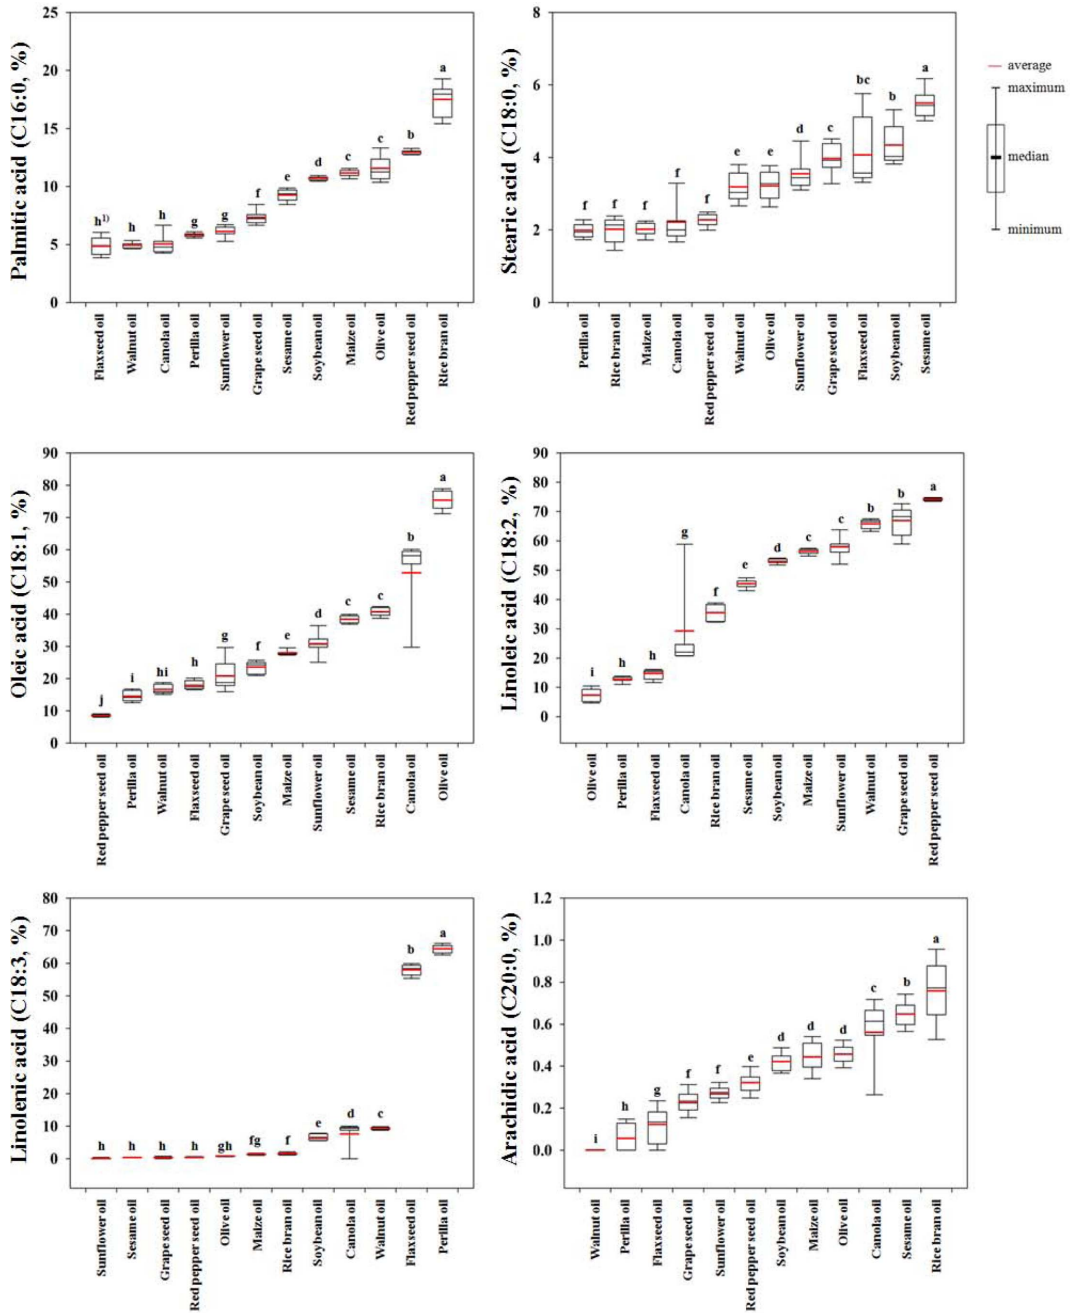 Palmitic acid (C16:0, %)
25
20
15
10
5
0
h1)
h
h
g
g
f
e
d
c
c
b
a
Flaxseed oil
Walnut oil
Canola oil
Perilla oil
Sunflower oil
Grape seed oil
Sesame oil
Soybean oil
Maize oil
Olive oil
Red pepper seed oil
Rice bran oil
Stearic acid (C18:0, %)
8
6
4
2
0
f
f
f
f
f
e
e
d
c
bc
b
a
Perilla oil
Rice bran oil
Maize oil
Canola oil
Red pepper seed oil
Walnut oil
Olive oil
Sunflower oil
Grape seed oil
Flaxseed oil
Soybean oil
Sesame oil
average
maximum
median
minimum
Oleic acid (C18:1, %)
90
80
70
60
50
40
30
20
10
0
j
i
hi
h
g
f
e
d
c
c
b
a
Red pepper seed oil
Perilla oil
Walnut oil
Flaxseed oil
Grape seed oil
Soybean oil
Maize oil
Sunflower oil
Sesame oil
Rice bran oil
Canola oil
Olive oil
Linoleic acid (C18:2, %)
90
80
70
60
50
40
30
20
10
0
i
h
h
g
f
e
d
c
c
b
b
a
Olive oil
Perilla oil
Flaxseed oil
Canola oil
Rice bran oil
Sesame oil
Soybean oil
Maize oil
Sunflower oil
Walnut oil
Grape seed oil
Red pepper seed oil
Linolenic acid (C18:3, %)
80
70
60
50
40
30
20
10
0
h
h
h
h
gh
fg
f
e
d
c
b
a
Sunflower oil
Sesame oil
Grape seed oil
Red pepper seed oil
Olive oil
Maize oil
Rice bran oil
Soybean oil
Canola oil
Walnut oil
Flaxseed oil
Perilla oil
Arachidic acid (C20:0, %)
1.2
1.0
0.8
0.6
0.4
0.2
0.0
i
h
g
f
f
e
d
d
d
c
b
a
Walnut oil
Perilla oil
Flaxseed oil
Grape seed oil
Sunflower oil
Red pepper seed oil
Soybean oil
Maize oil
Olive oil
Canola oil
Sesame oil
Rice bran oil